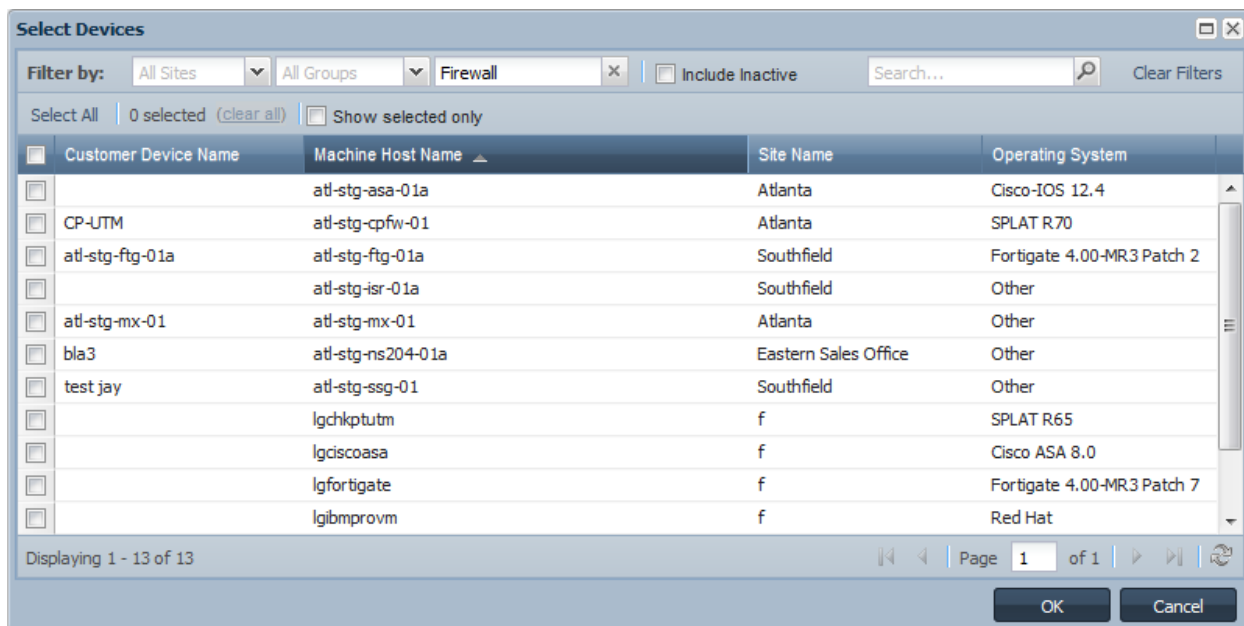 Select Devices
Filter by: All Sites All Groups Firewall Include Inactive Search... Clear Filters
Select All 0 selected (clear all) Show selected only
Customer Device Name Machine Host Name Site Name Operating System
atl-stg-asa-01a Atlanta Cisco-IOS 12.4
CP-UTM atl-stg-cpfw-01 Atlanta SPLAT R70
atl-stg-ftg-01a atl-stg-ftg-01a Southfield Fortigate 4.00-MR3 Patch 2
atl-stg-isr-01a Southfield Other
atl-stg-mx-01 atl-stg-mx-01 Atlanta Other
bla3 atl-stg-ns204-01a Eastern Sales Office Other
test jay atl-stg-ssg-01 Southfield Other
lgchkptutm f SPLAT R65
lgciscoasa f Cisco ASA 8.0
lgfortigate f Fortigate 4.00-MR3 Patch 7
lgibmprovm f Red Hat
Displaying 1 - 13 of 13 Page 1 of 1
OK Cancel